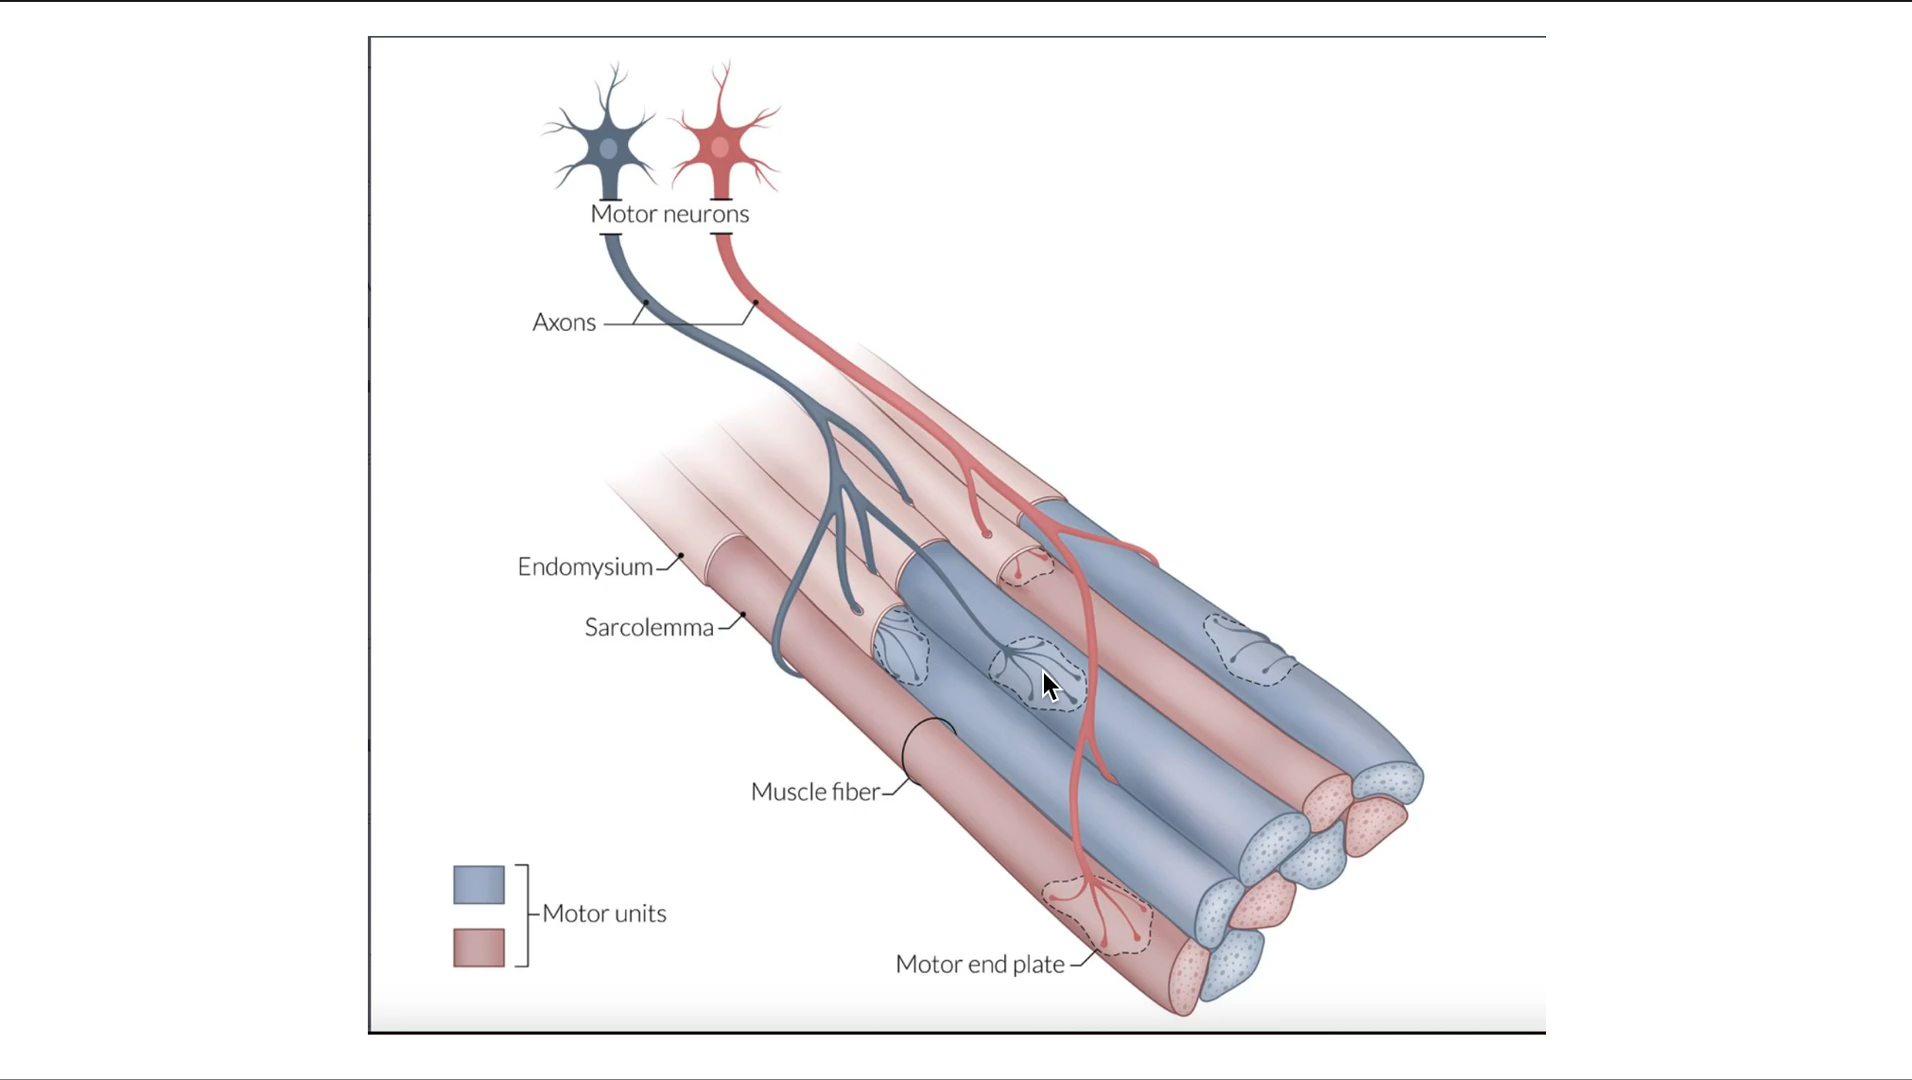 Motor neurons
Axons
Endomysium
Sarcolemma
Muscle fiber
Motor units
Motor end plate